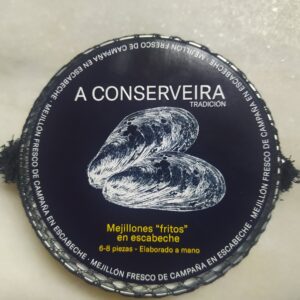 A CONSERVEIRA
TRADICIÓN
Mejillones "fritos"
en escabeche
6-8 piezas - Elaborado a mano
MEJILLÓN FRESCO DE CAMPAÑA EN ESCABECHE · MEJILLÓN FRESCO DE CAMPAÑA EN ESCABECHE · MEJILLÓN FRESCO DE CAMPAÑA EN ESCABECHE ·